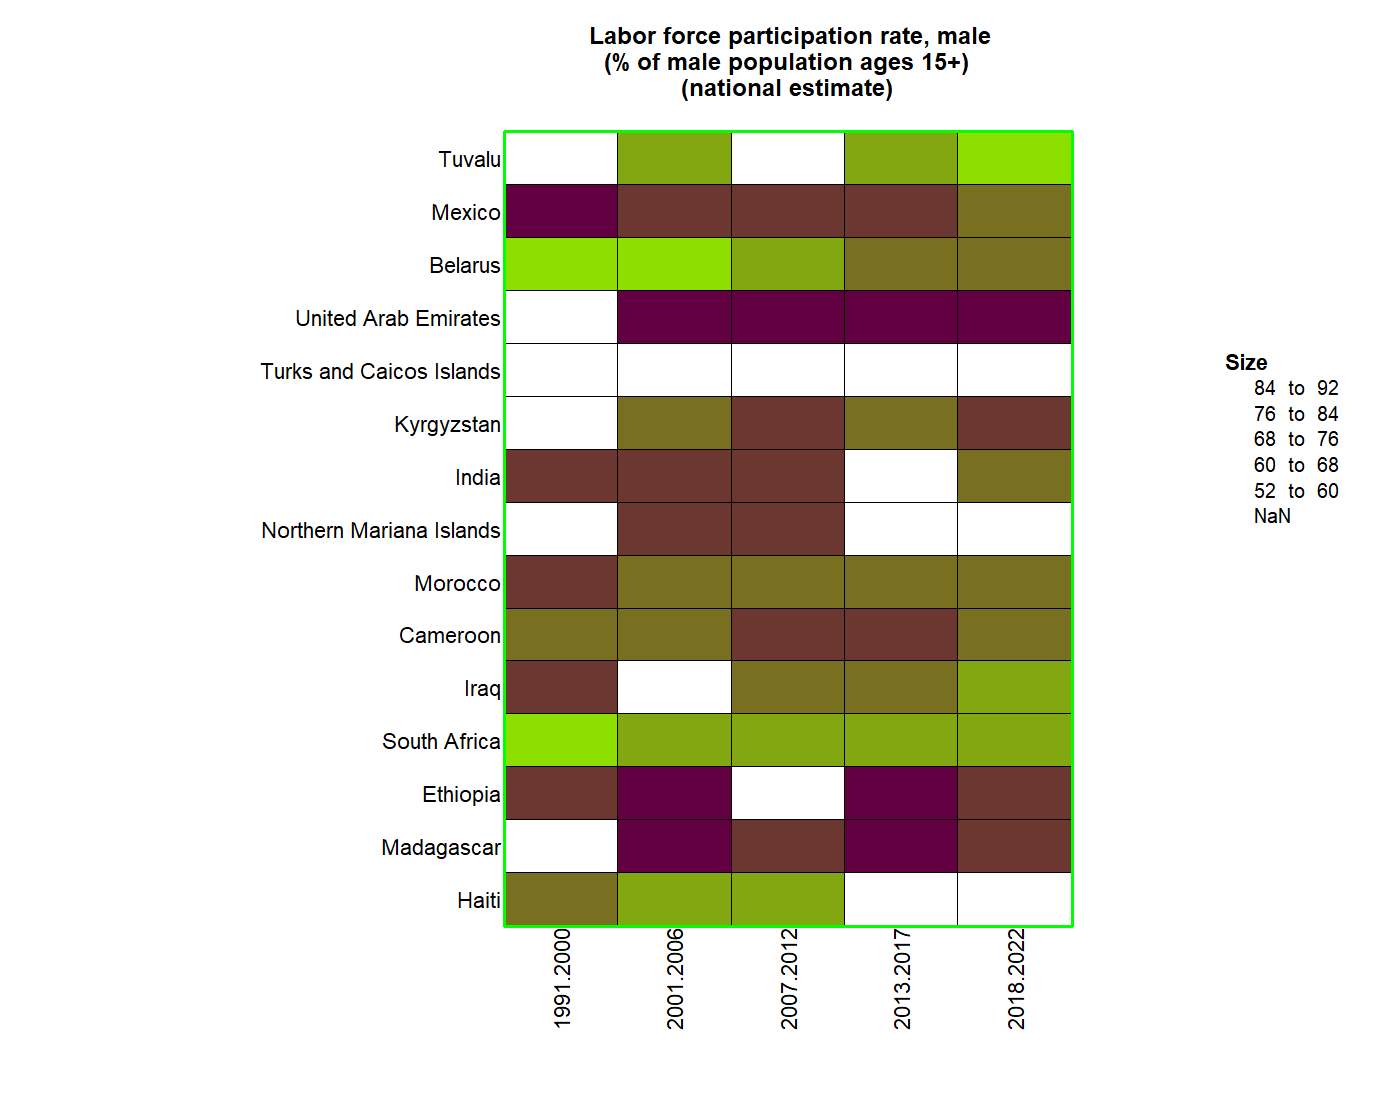 Labor force participation rate, male
(% of male population ages 15+)
(national estimate)
Tuvalu
Mexico
Belarus
United Arab Emirates
Turks and Caicos Islands
Kyrgyzstan
India
Northern Mariana Islands
Morocco
Cameroon
Iraq
South Africa
Ethiopia
Madagascar
Haiti
1991.2000
2001.2006
2007.2012
2013.2017
2018.2022
Size
84 to 92
76 to 84
68 to 76
60 to 68
52 to 60
NaN